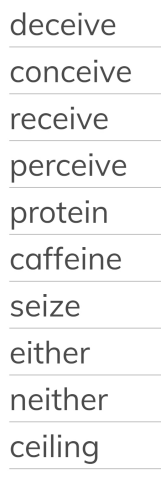 deceive
conceive
receive
perceive
protein
caffeine
seize
either
neither
ceiling